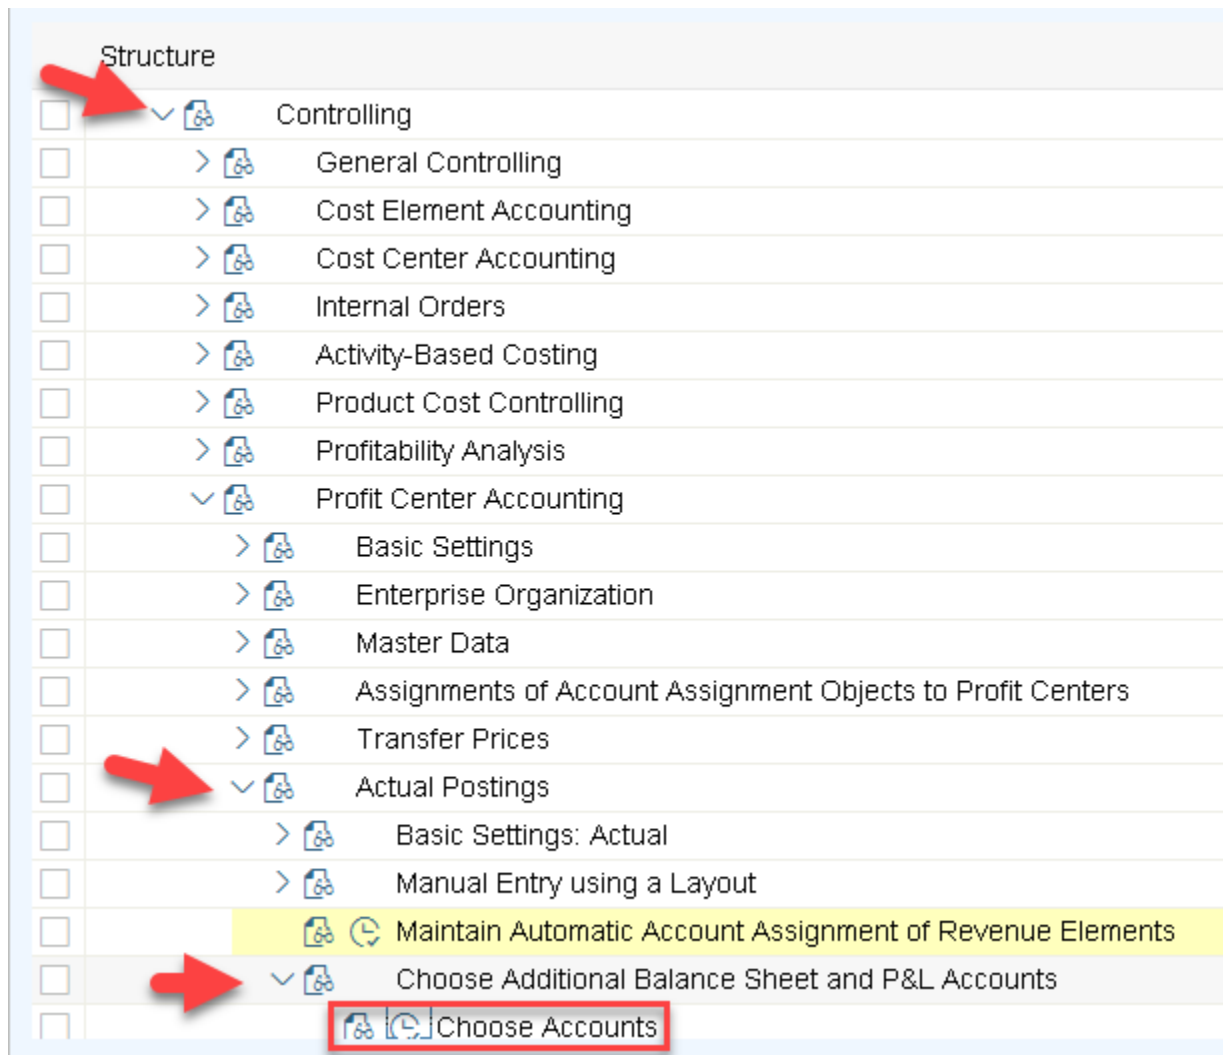 Structure
Controlling
General Controlling
Cost Element Accounting
Cost Center Accounting
Internal Orders
Activity-Based Costing
Product Cost Controlling
Profitability Analysis
Profit Center Accounting
Basic Settings
Enterprise Organization
Master Data
Assignments of Account Assignment Objects to Profit Centers
Transfer Prices
Actual Postings
Basic Settings: Actual
Manual Entry using a Layout
Maintain Automatic Account Assignment of Revenue Elements
Choose Additional Balance Sheet and P&L Accounts
Choose Accounts